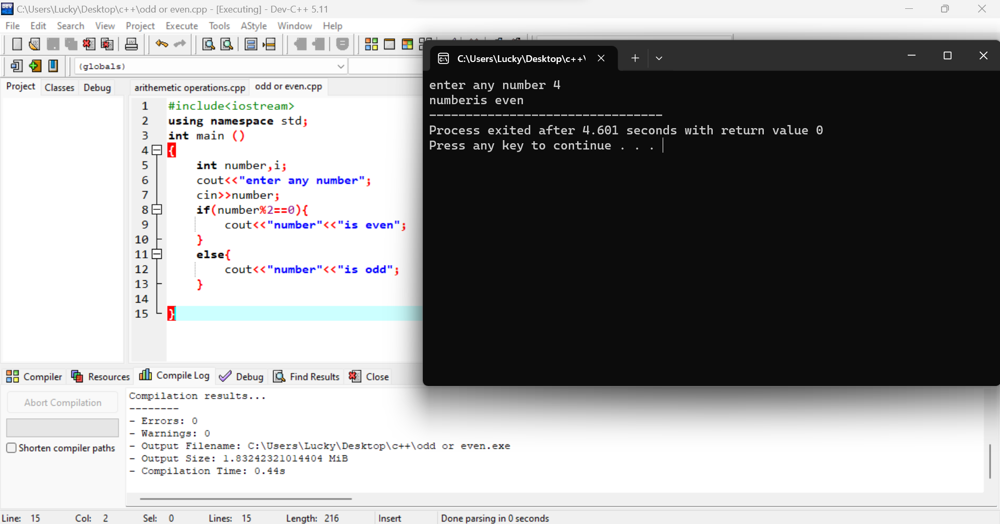 C:\Users\Lucky\Desktop\c++\odd or even.cpp - [Executing] - Dev-C++ 5.11
File Edit Search View Project Execute Tools AStyle Window Help
(globals)
Project Classes Debug
arithemetic operations.cpp odd or even.cpp
1 #include<iostream>
2 using namespace std;
3 int main ()
4 {
5 int number,i;
6 cout<<"enter any number";
7 cin>>number;
8 if(number%2==0){
9 cout<<"number"<<"is even";
10 }
11 else{
12 cout<<"number"<<"is odd";
13 }
14
15 }
C:\Users\Lucky\Desktop\c++\
enter any number 4
numberis even
--------------------------------
Process exited after 4.601 seconds with return value 0
Press any key to continue . . .
Compiler Resources Compile Log Debug Find Results Close
Abort Compilation
Shorten compiler paths
Compilation results...
--------
- Errors: 0
- Warnings: 0
- Output Filename: C:\Users\Lucky\Desktop\c++\odd or even.exe
- Output Size: 1.83242321014404 MiB
- Compilation Time: 0.44s
Line: 15 Col: 2 Sel: 0 Lines: 15 Length: 216 Insert Done parsing in 0 seconds